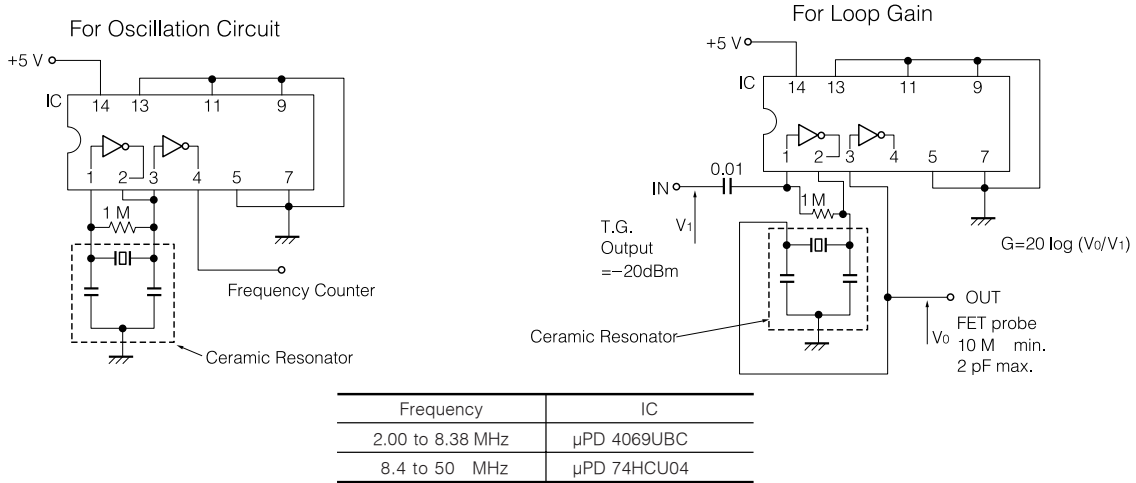 For Oscillation Circuit
+5 V
IC
14 13 11 9
1 2 3 4 5 7
1 M
Frequency Counter
Ceramic Resonator
For Loop Gain
+5 V
IC
14 13 11 9
1 2 3 4 5 7
0.01
IN
1 M
V1
T.G.
Output
=−20dBm
G=20 log (V0/V1)
OUT
Ceramic Resonator
V0
FET probe
10 M min.
2 pF max.
Frequency IC
2.00 to 8.38 MHz µPD 4069UBC
8.4 to 50 MHz µPD 74HCU04